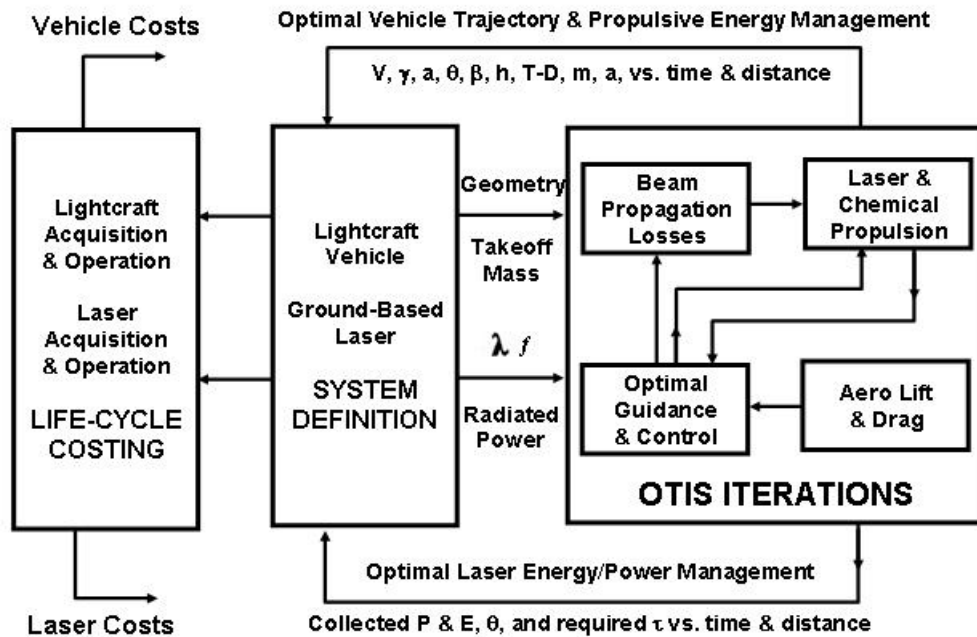 Vehicle Costs
Optimal Vehicle Trajectory & Propulsive Energy Management
V, γ, a, θ, β, h, T-D, m, a, vs. time & distance
Lightcraft
Acquisition
& Operation
Laser
Acquisition
& Operation
LIFE-CYCLE
COSTING
Lightcraft
Vehicle
Ground-Based
Laser
SYSTEM
DEFINITION
Geometry
Takeoff
Mass
λ f
Radiated
Power
Beam
Propagation
Losses
Laser &
Chemical
Propulsion
Optimal
Guidance
& Control
Aero Lift
& Drag
OTIS ITERATIONS
Optimal Laser Energy/Power Management
Laser Costs
Collected P & E, θ, and required τ vs. time & distance